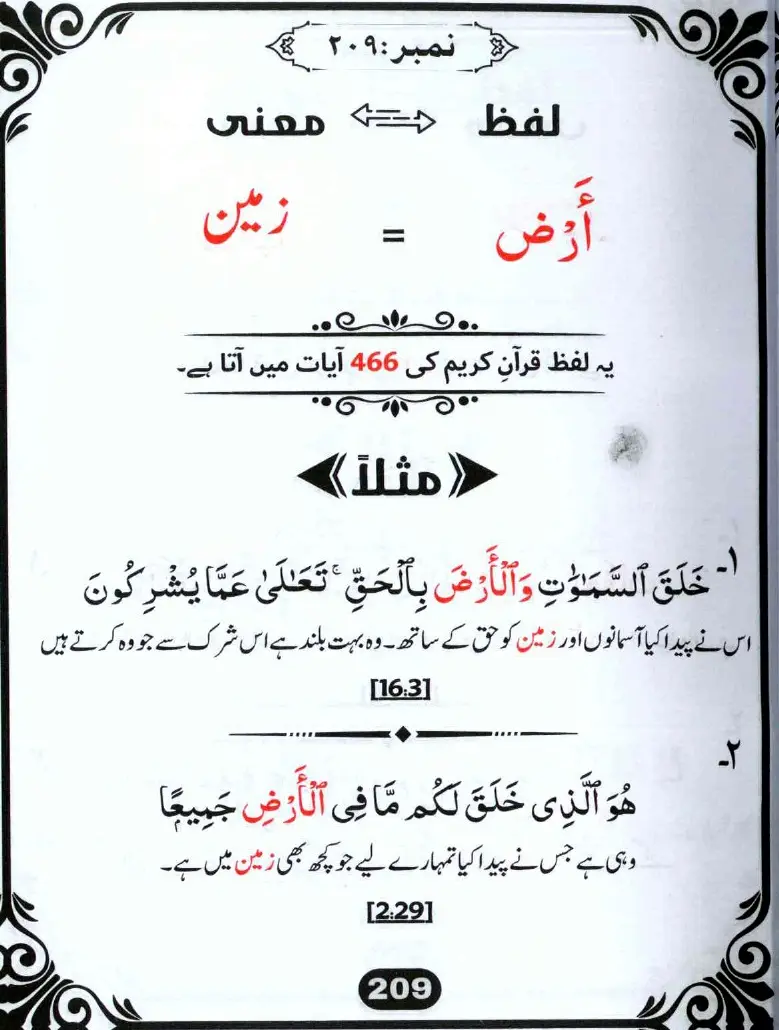 نمبر:۲۰۹
لفظ ⇐⇒ معنی
أَرْض = زمین
یہ لفظ قرآنِ کریم کی 466 آیات میں آتا ہے۔
مثلاً
۱۔ خَلَقَ ٱلسَّمَـٰوَٰتِ وَٱلْأَرْضَ بِٱلْحَقِّ ۚ تَعَـٰلَىٰ عَمَّا يُشْرِكُونَ
اس نے پیدا کیا آسمانوں اور زمین کو حق کے ساتھ۔ وہ بہت بلند ہے اس شرک سے جو وہ کرتے ہیں
[16:3]
۲۔
هُوَ ٱلَّذِى خَلَقَ لَكُم مَّا فِى ٱلْأَرْضِ جَمِيعًا
وہی ہے جس نے پیدا کیا تمہارے لیے جو کچھ بھی زمین میں ہے۔
[2:29]
209